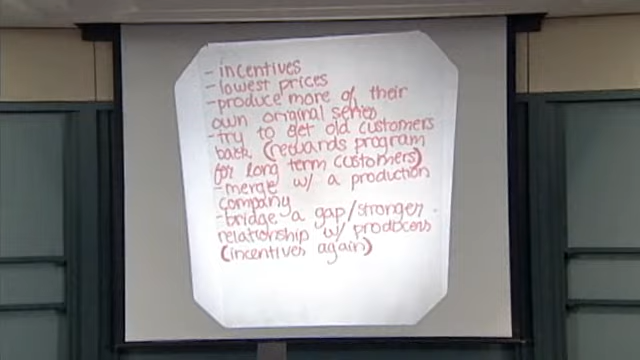 - incentives
- lowest prices
- produce more of their
own original series
- try to get old customers
back (rewards program
for long term customers)
- merge w/ a production
company
- bridge a gap/stronger
relationship w/ producers
(incentives again)